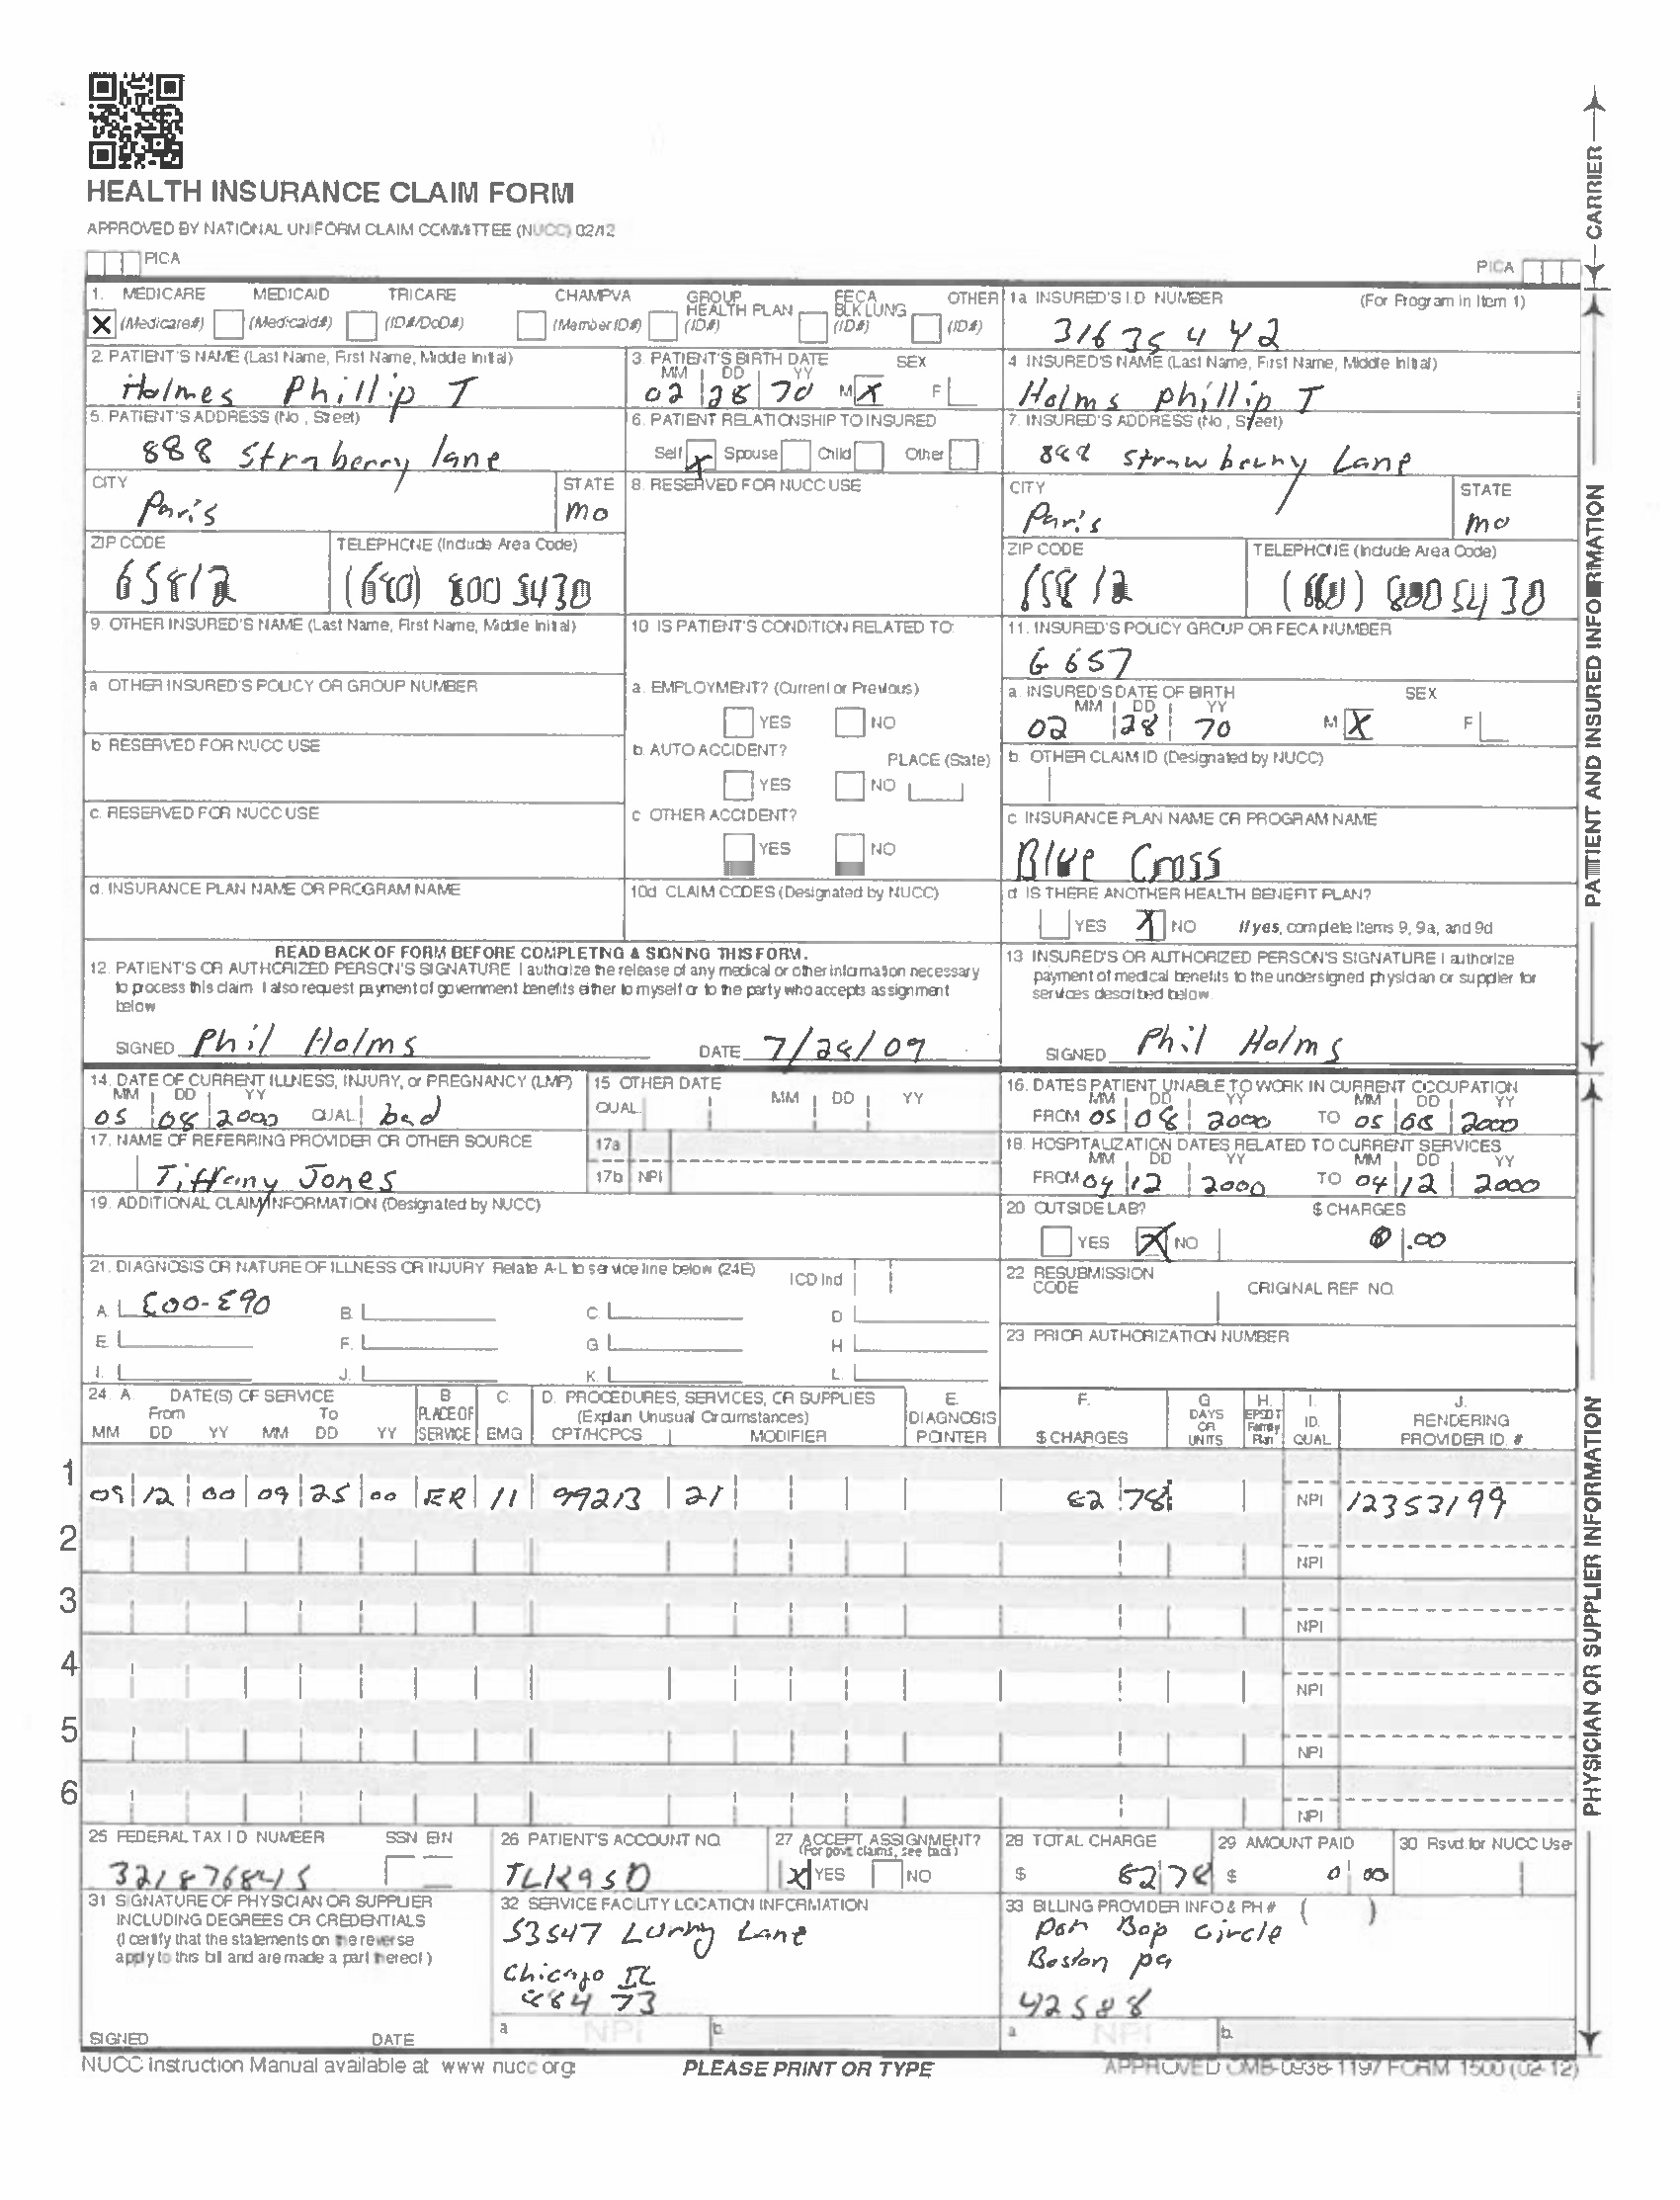 HEALTH INSURANCE CLAIM FORM
APPROVED BY NATIONAL UNIFORM CLAIM COMMITTEE (NUCC) 02/12
PICA
PICA
CARRIER
1. MEDICARE MEDICAID TRICARE CHAMPVA GROUP HEALTH PLAN FECA BLK LUNG OTHER
X (Medicare#) (Medicaid#) (ID#/DoD#) (Member ID#) (ID#) (ID#) (ID#)
1a INSURED'S I.D. NUMBER (For Program in Item 1)
31635442
2. PATIENT'S NAME (Last Name, First Name, Middle Initial)
Holmes Phillip T
3 PATIENT'S BIRTH DATE SEX
MM DD YY
02 28 70 M X F
4 INSURED'S NAME (Last Name, First Name, Middle Initial)
Holms Phillip T
5. PATIENT'S ADDRESS (No., Street)
888 Straberry lane
6. PATIENT RELATIONSHIP TO INSURED
Self X Spouse Child Other
7. INSURED'S ADDRESS (No., Street)
888 Lane
CITY STATE
Paris mo
8. RESERVED FOR NUCC USE
CITY STATE
Paris mo
ZIP CODE TELEPHONE (Include Area Code)
65812 800 5430
ZIP CODE TELEPHONE (Include Area Code)
65812 800 5430
9. OTHER INSURED'S NAME (Last Name, First Name, Middle Initial)
10 IS PATIENT'S CONDITION RELATED TO:
11. INSURED'S POLICY GROUP OR FECA NUMBER
G 657
a OTHER INSURED'S POLICY OR GROUP NUMBER
a. EMPLOYMENT? (Current or Previous)
YES NO
a. INSURED'S DATE OF BIRTH SEX
MM DD YY
02 28 70 M X F
b RESERVED FOR NUCC USE
b. AUTO ACCIDENT? PLACE (State)
YES NO
b. OTHER CLAIM ID (Designated by NUCC)
c. RESERVED FOR NUCC USE
c OTHER ACCIDENT?
YES NO
c INSURANCE PLAN NAME OR PROGRAM NAME
Blue Cross
d. INSURANCE PLAN NAME OR PROGRAM NAME
10d CLAIM CODES (Designated by NUCC)
d IS THERE ANOTHER HEALTH BENEFIT PLAN?
YES X NO If yes, complete items 9, 9a, and 9d
READ BACK OF FORM BEFORE COMPLETING & SIGNING THIS FORM.
12. PATIENT'S OR AUTHORIZED PERSON'S SIGNATURE I authorize the release of any medical or other information necessary
to process this claim. I also request payment of government benefits either to myself or to the party who accepts assignment
below
SIGNED Phil Holms DATE 7/28/09
13 INSURED'S OR AUTHORIZED PERSON'S SIGNATURE I authorize
payment of medical benefits to the undersigned physician or supplier for
services described below.
SIGNED Phil Holms
PATIENT AND INSURED INFORMATION
14. DATE OF CURRENT ILLNESS, INJURY, or PREGNANCY (LMP)
MM DD YY
05 08 2000 QUAL bad
15 OTHER DATE
QUAL MM DD YY
16. DATES PATIENT UNABLE TO WORK IN CURRENT OCCUPATION
MM DD YY MM DD YY
FROM 05 08 2000 TO 05 08 2000
17. NAME OF REFERRING PROVIDER OR OTHER SOURCE
Tiffany Jones
17a
17b NPI
18. HOSPITALIZATION DATES RELATED TO CURRENT SERVICES
MM DD YY MM DD YY
FROM 04 12 2000 TO 04 12 2000
19. ADDITIONAL CLAIM INFORMATION (Designated by NUCC)
20 OUTSIDE LAB? $ CHARGES
YES X NO .00
21. DIAGNOSIS OR NATURE OF ILLNESS OR INJURY Relate A-L to service line below (24E) ICD Ind
A. E00-E90 B. C. D
E. F. G. H
I. J. K. L.
22 RESUBMISSION CODE ORIGINAL REF. NO.
23 PRIOR AUTHORIZATION NUMBER
24. A. DATE(S) OF SERVICE B C. D. PROCEDURES, SERVICES, OR SUPPLIES E. F. G H. I. J.
From To PLACE OF (Explain Unusual Circumstances) DIAGNOSIS DAYS OR EPSDT Family ID. RENDERING
MM DD YY MM DD YY SERVICE EMG CPT/HCPCS MODIFIER POINTER $ CHARGES UNITS Plan QUAL PROVIDER ID. #
1 09 12 00 09 25 00 ER 11 99213 21 62 78 NPI 12353199
2 NPI
3 NPI
4 NPI
5 NPI
6 NPI
25 FEDERAL TAX I D NUMBER SSN EIN
321876845
26 PATIENT'S ACCOUNT NO.
27 ACCEPT ASSIGNMENT?
(For govt. claims, see back)
X YES NO
28 TOTAL CHARGE
$ 62 78
29 AMOUNT PAID
$ 0 00
30 Rsvd. for NUCC Use
31 SIGNATURE OF PHYSICIAN OR SUPPLIER
INCLUDING DEGREES OR CREDENTIALS
(I certify that the statements on the reverse
apply to this bill and are made a part thereof.)
SIGNED DATE
32 SERVICE FACILITY LOCATION INFORMATION
53547 Lane
Chicago IL
a NPI b.
33 BILLING PROVIDER INFO & PH # ( )
Bop Circle
Boston pa
42588
a NPI b.
PHYSICIAN OR SUPPLIER INFORMATION
NUCC Instruction Manual available at www.nucc.org
PLEASE PRINT OR TYPE
APPROVED OMB-0938-1197 FORM 1500 (02-12)